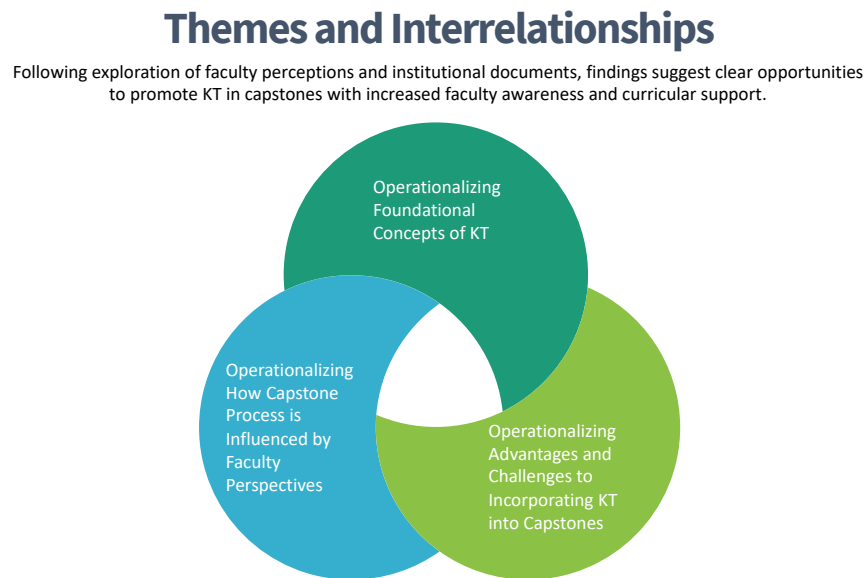 Themes and Interrelationships
Following exploration of faculty perceptions and institutional documents, findings suggest clear opportunities
to promote KT in capstones with increased faculty awareness and curricular support.
Operationalizing
Foundational
Concepts of KT
Operationalizing
How Capstone
Process is
Influenced by
Faculty
Perspectives
Operationalizing
Advantages and
Challenges to
Incorporating KT
into Capstones